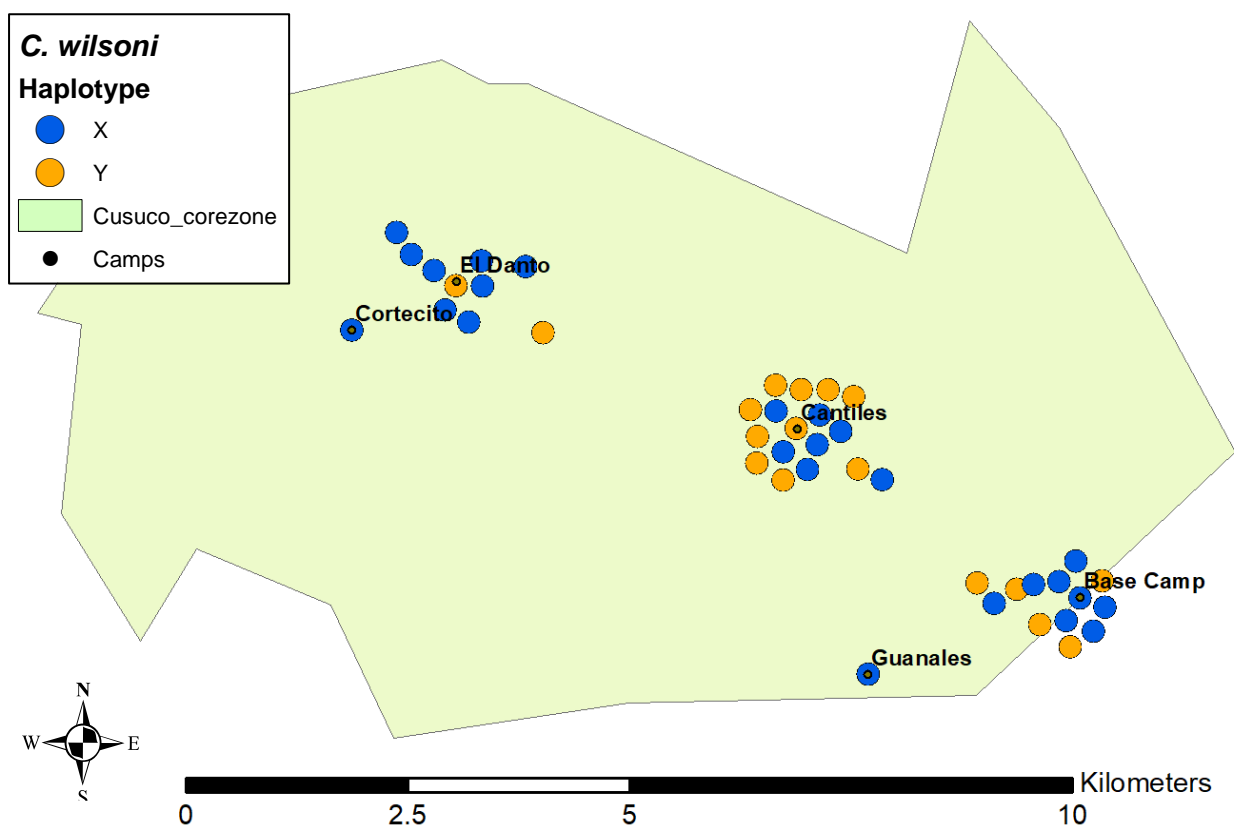 C. wilsoni
Haplotype
X
Y
Cusuco_corezone
Camps
El Danto
Cortecito
Cantiles
Base Camp
Guanales
N
W E
S
Kilometers
0 2.5 5 10